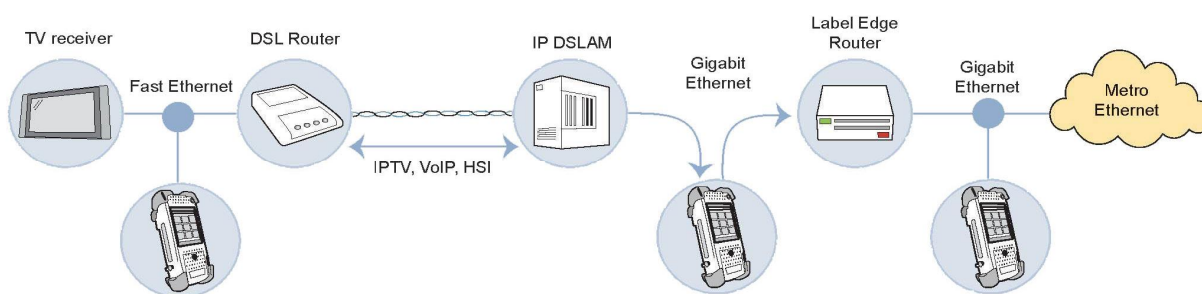 TV receiver
Fast Ethernet
DSL Router
IPTV, VoIP, HSI
IP DSLAM
Gigabit
Ethernet
Label Edge
Router
Gigabit
Ethernet
Metro
Ethernet